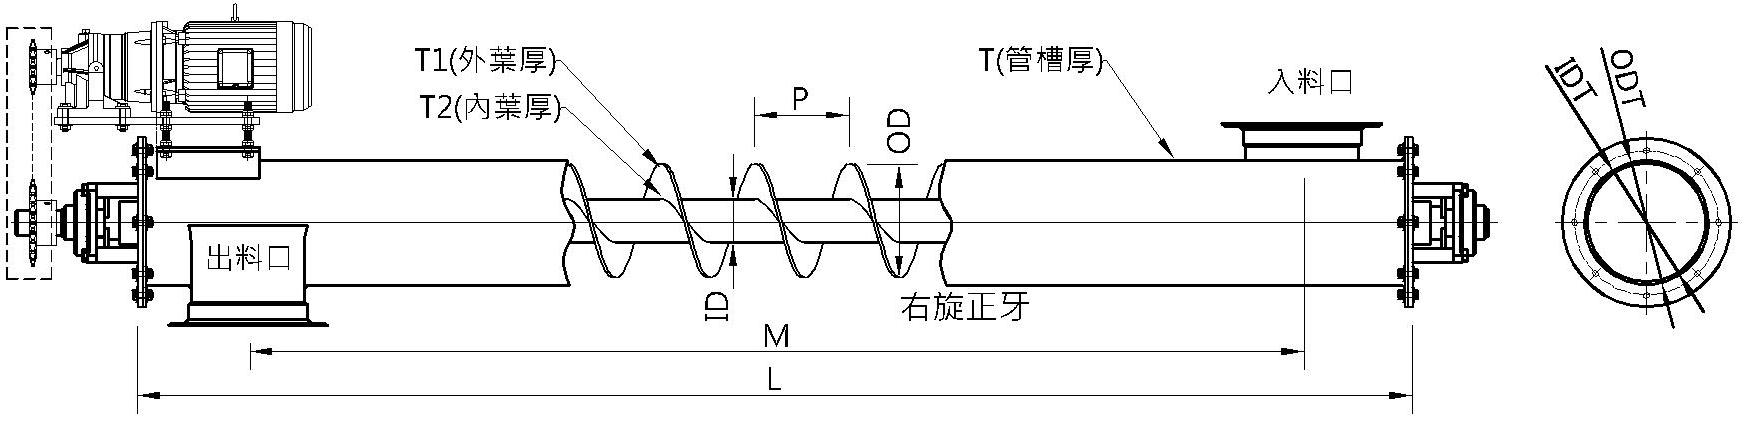 T1(外葉厚)
T2(內葉厚)
P
OD
T(管槽厚)
入料口
IDT
ODT
出料口
ID
右旋正牙
M
L